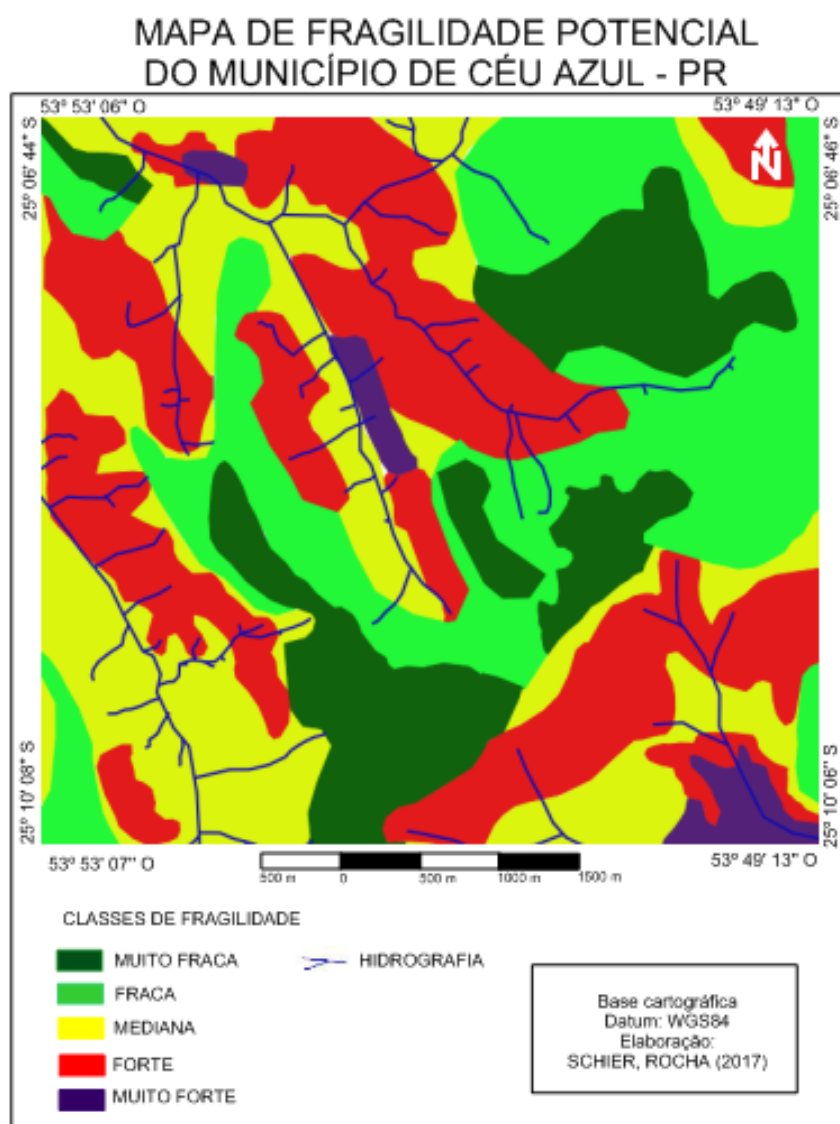 MAPA DE FRAGILIDADE POTENCIAL
DO MUNICÍPIO DE CÉU AZUL - PR
53º 53' 06'' O
53º 49' 13'' O
25º 06' 44'' S
25º 06' 46'' S
N
25º 10' 08'' S
25º 10' 06'' S
53º 53' 07'' O
53º 49' 13'' O
500 m 0 500 m 1000 m 1500 m
CLASSES DE FRAGILIDADE
MUITO FRACA
HIDROGRAFIA
FRACA
MEDIANA
FORTE
MUITO FORTE
Base cartográfica
Datum: WGS84
Elaboração:
SCHIER, ROCHA (2017)